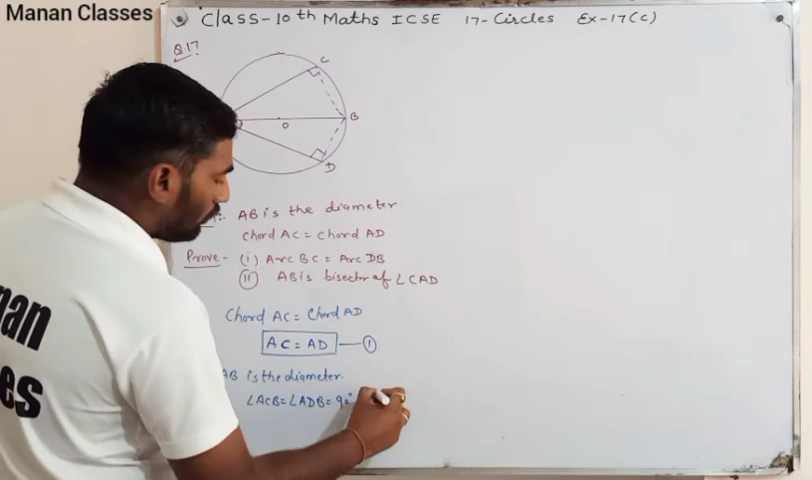 Manan Classes
Class-10th Maths ICSE 17-Circles Ex-17(C)
Q.17
C
B
O
D
AB is the diameter
chord AC = chord AD
Prove- (i) Arc BC = Arc DB
(ii) AB is bisector of ∠CAD
Chord AC = Chord AD
AC = AD —①
AB is the diameter.
∠ACB = ∠ADB = 90°